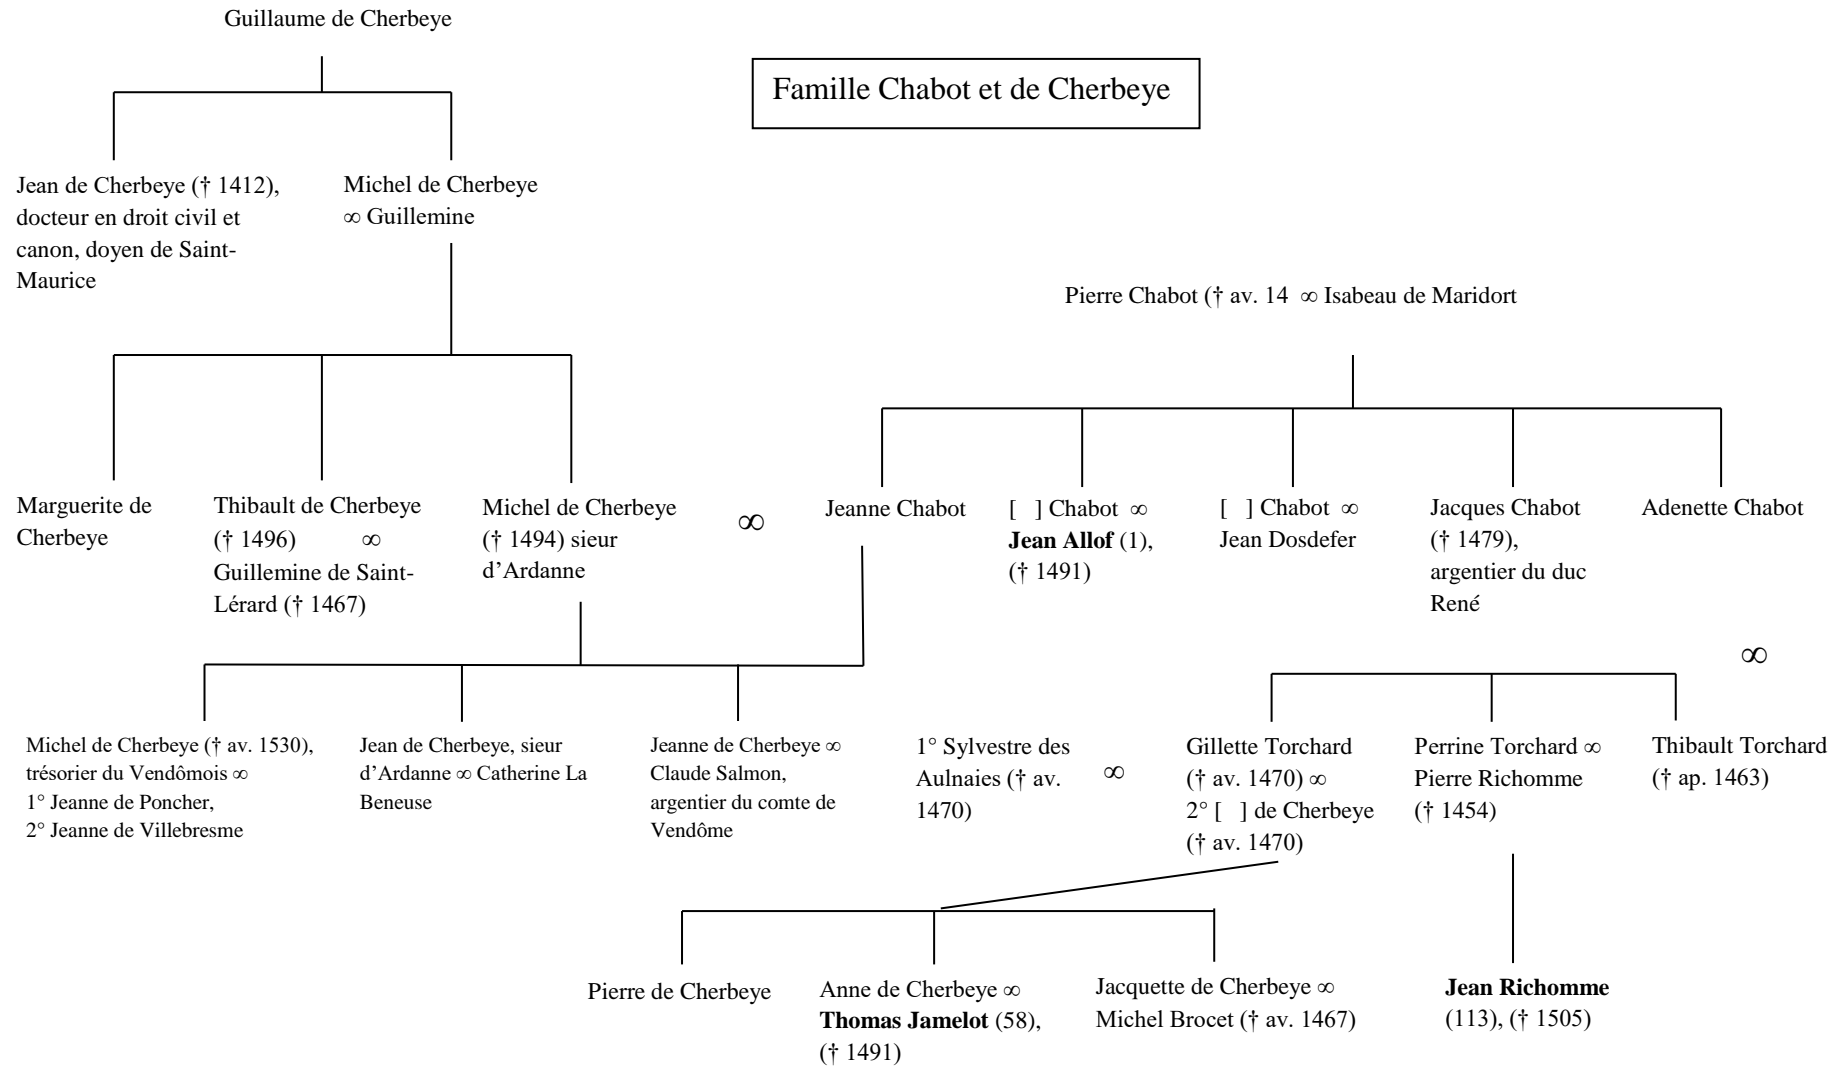 Guillaume de Cherbeye
Famille Chabot et de Cherbeye
Jean de Cherbeye († 1412),
docteur en droit civil et
canon, doyen de Saint-
Maurice
Michel de Cherbeye
∞ Guillemine
Pierre Chabot († av. 14 ∞ Isabeau de Maridort
Marguerite de
Cherbeye
Thibault de Cherbeye
(† 1496) ∞
Guillemine de Saint-
Lérard († 1467)
Michel de Cherbeye
(† 1494) sieur
d’Ardanne
∞
Jeanne Chabot
[ ] Chabot ∞
Jean Allof (1),
(† 1491)
[ ] Chabot ∞
Jean Dosdefer
Jacques Chabot
(† 1479),
argentier du duc
René
Adenette Chabot
∞
Michel de Cherbeye († av. 1530),
trésorier du Vendômois ∞
1° Jeanne de Poncher,
2° Jeanne de Villebresme
Jean de Cherbeye, sieur
d’Ardanne ∞ Catherine La
Beneuse
Jeanne de Cherbeye ∞
Claude Salmon,
argentier du comte de
Vendôme
1° Sylvestre des
Aulnaies († av.
1470)
∞
Gillette Torchard
(† av. 1470) ∞
2° [ ] de Cherbeye
(† av. 1470)
Perrine Torchard ∞
Pierre Richomme
(† 1454)
Thibault Torchard
(† ap. 1463)
Pierre de Cherbeye
Anne de Cherbeye ∞
Thomas Jamelot (58),
(† 1491)
Jacquette de Cherbeye ∞
Michel Brocet († av. 1467)
Jean Richomme
(113), († 1505)